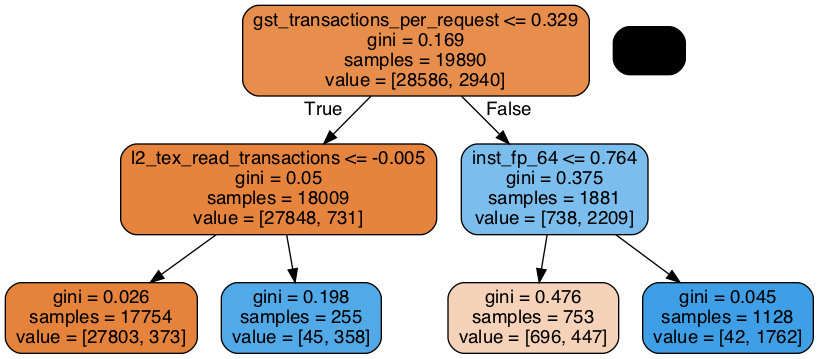 gst_transactions_per_request <= 0.329
gini = 0.169
samples = 19890
value = [28586, 2940]
True
False
l2_tex_read_transactions <= -0.005
gini = 0.05
samples = 18009
value = [27848, 731]
inst_fp_64 <= 0.764
gini = 0.375
samples = 1881
value = [738, 2209]
gini = 0.026
samples = 17754
value = [27803, 373]
gini = 0.198
samples = 255
value = [45, 358]
gini = 0.476
samples = 753
value = [696, 447]
gini = 0.045
samples = 1128
value = [42, 1762]